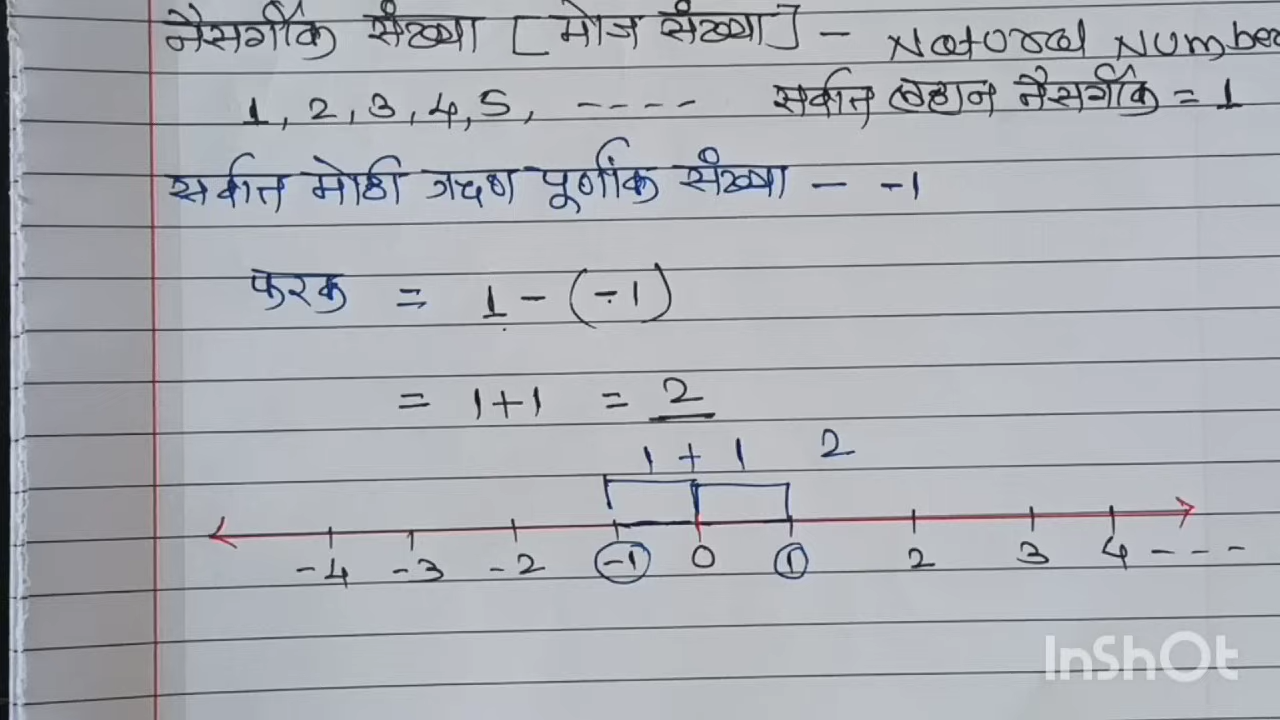 नैसर्गीक संख्या [मोज संख्या] - Natural Number
1, 2, 3, 4, 5, ---- सर्वात लहान नैसर्गीक = 1
सर्वात मोठी ऋण पूर्णांक संख्या - -1
फरक = 1 - (-1)
= 1+1 = 2
1 + 1 2
-4 -3 -2 -1 0 1 2 3 4 ---
InShOt